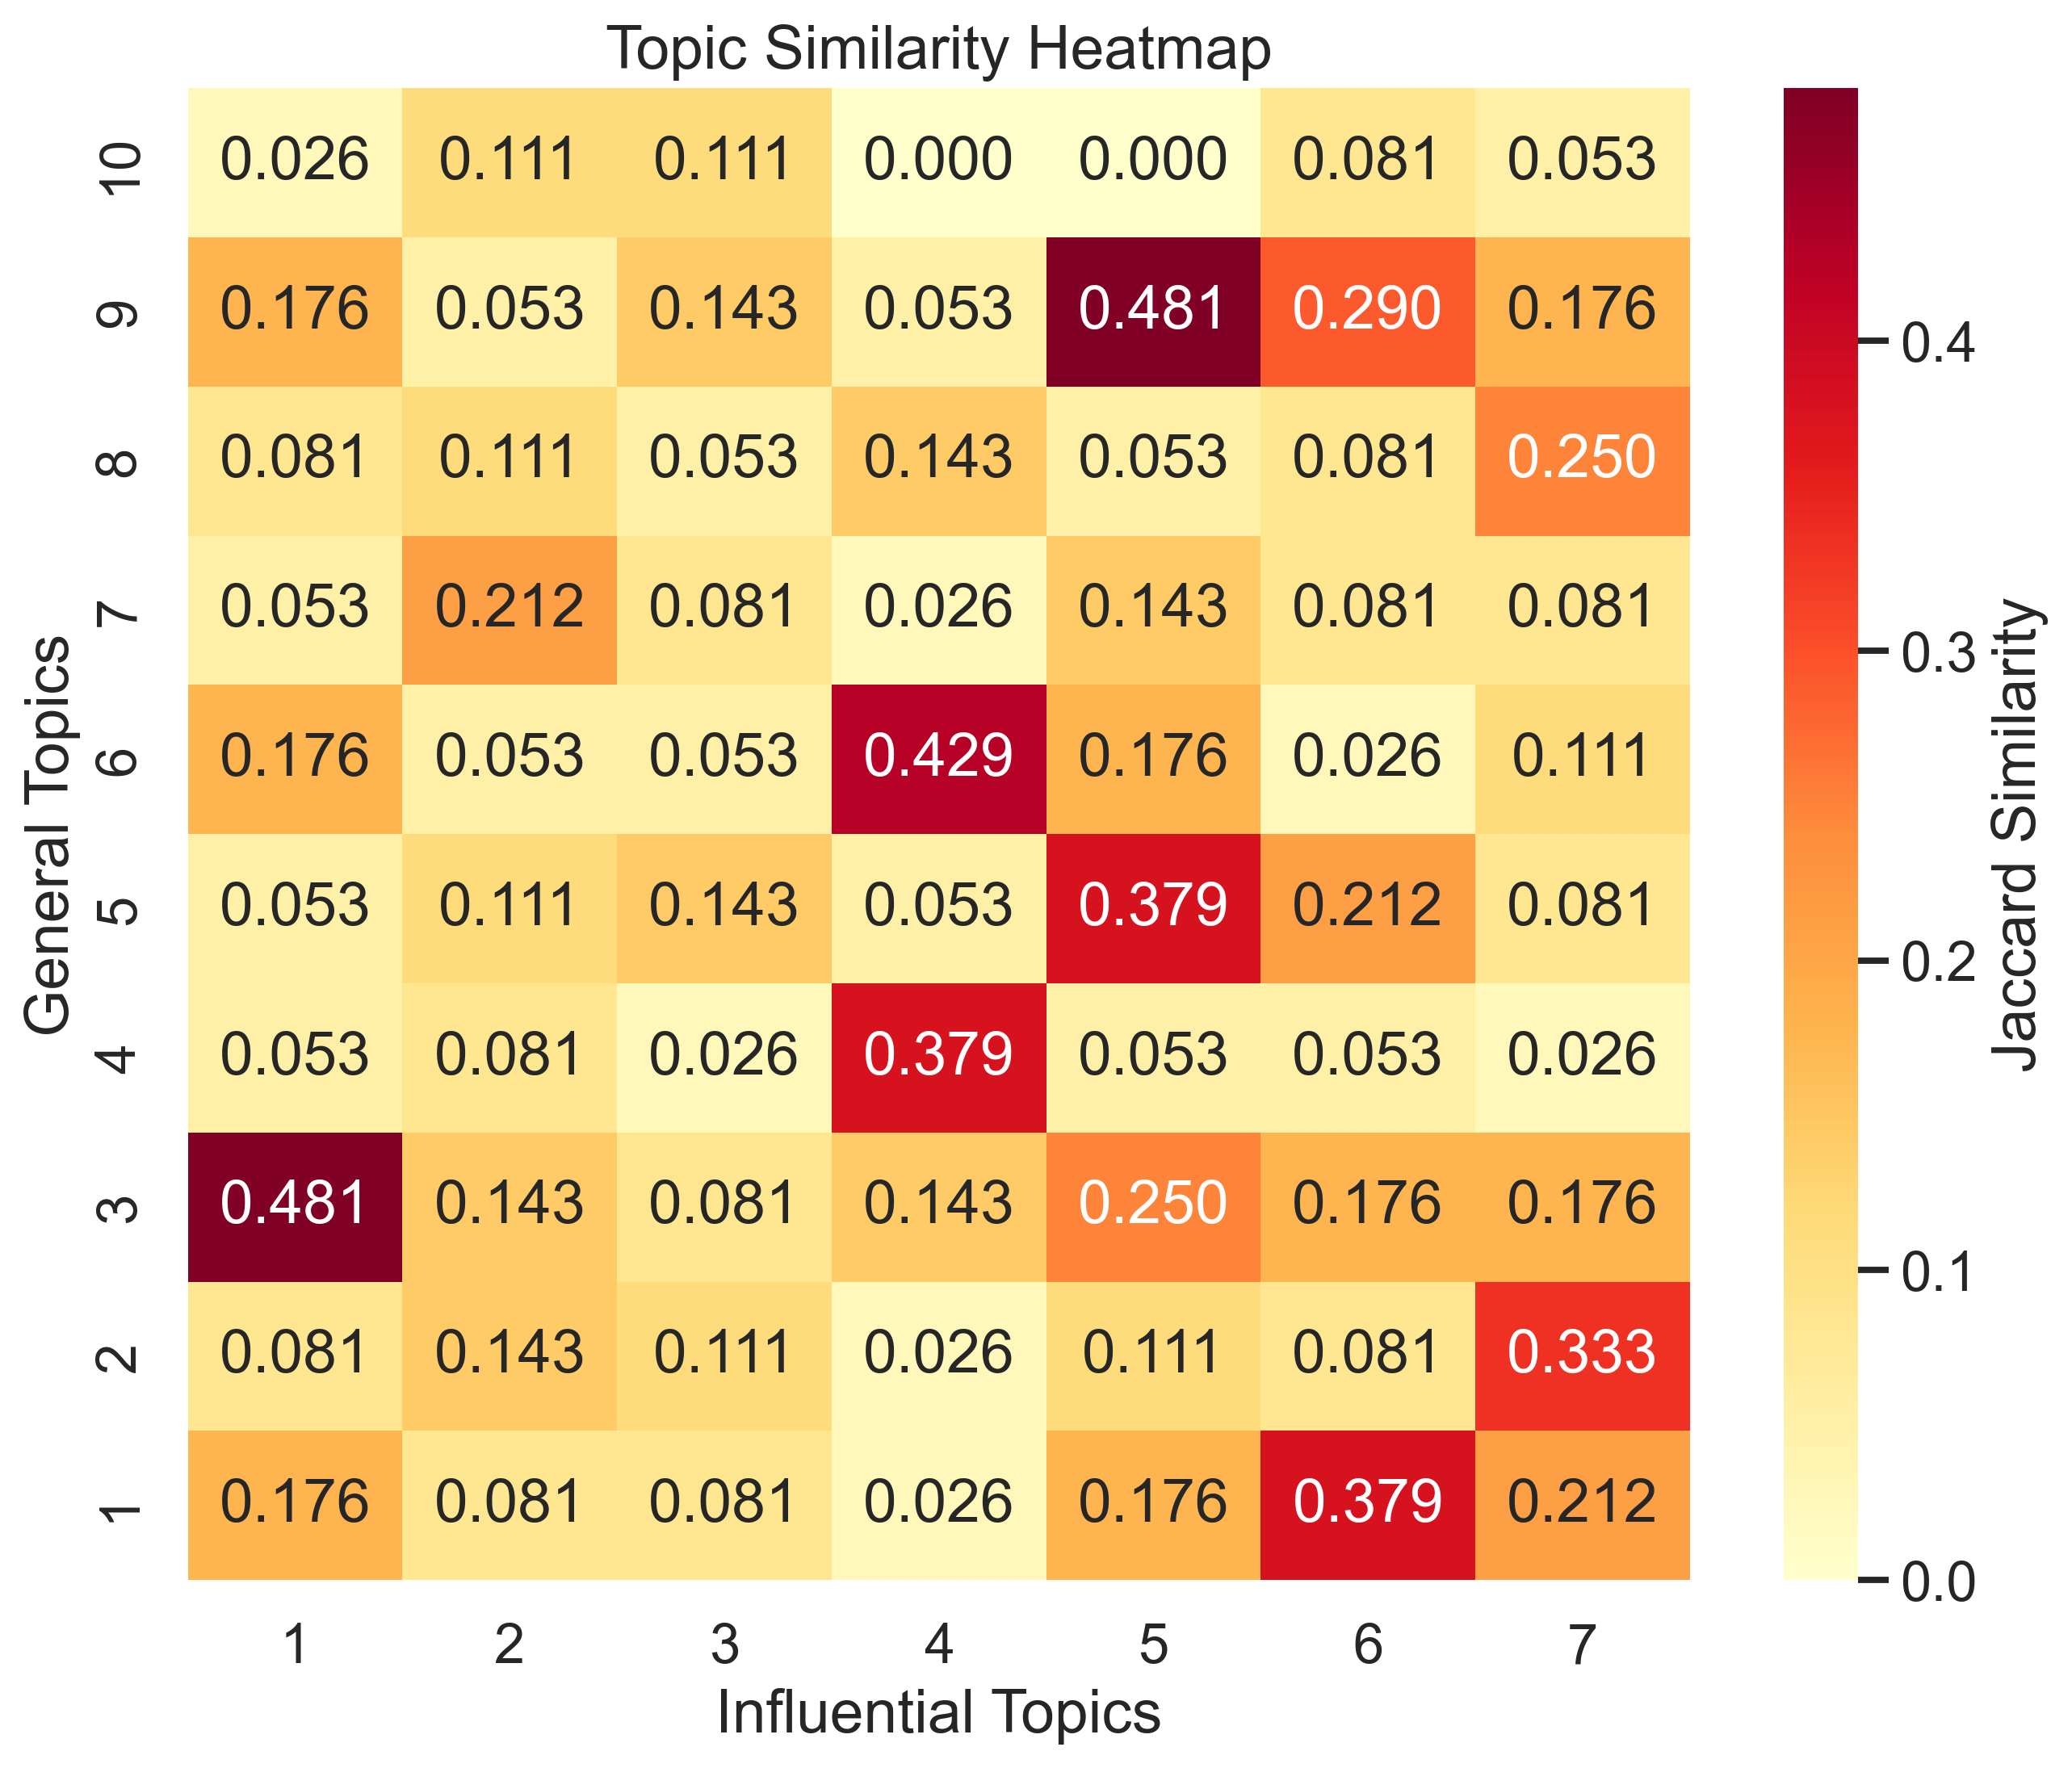 Topic Similarity Heatmap
General Topics
10 0.026 0.111 0.111 0.000 0.000 0.081 0.053
9 0.176 0.053 0.143 0.053 0.481 0.290 0.176
8 0.081 0.111 0.053 0.143 0.053 0.081 0.250
7 0.053 0.212 0.081 0.026 0.143 0.081 0.081
6 0.176 0.053 0.053 0.429 0.176 0.026 0.111
5 0.053 0.111 0.143 0.053 0.379 0.212 0.081
4 0.053 0.081 0.026 0.379 0.053 0.053 0.026
3 0.481 0.143 0.081 0.143 0.250 0.176 0.176
2 0.081 0.143 0.111 0.026 0.111 0.081 0.333
1 0.176 0.081 0.081 0.026 0.176 0.379 0.212
1 2 3 4 5 6 7
Influential Topics
0.4
0.3
0.2
0.1
0.0
Jaccard Similarity